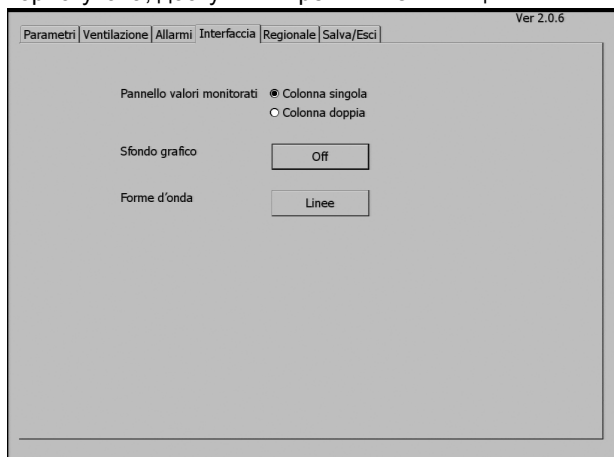 Ver 2.0.6
Parametri Ventilazione Allarmi Interfaccia Regionale Salva/Esci
Pannello valori monitorati Colonna singola
Colonna doppia
Sfondo grafico Off
Forme d'onda Linee